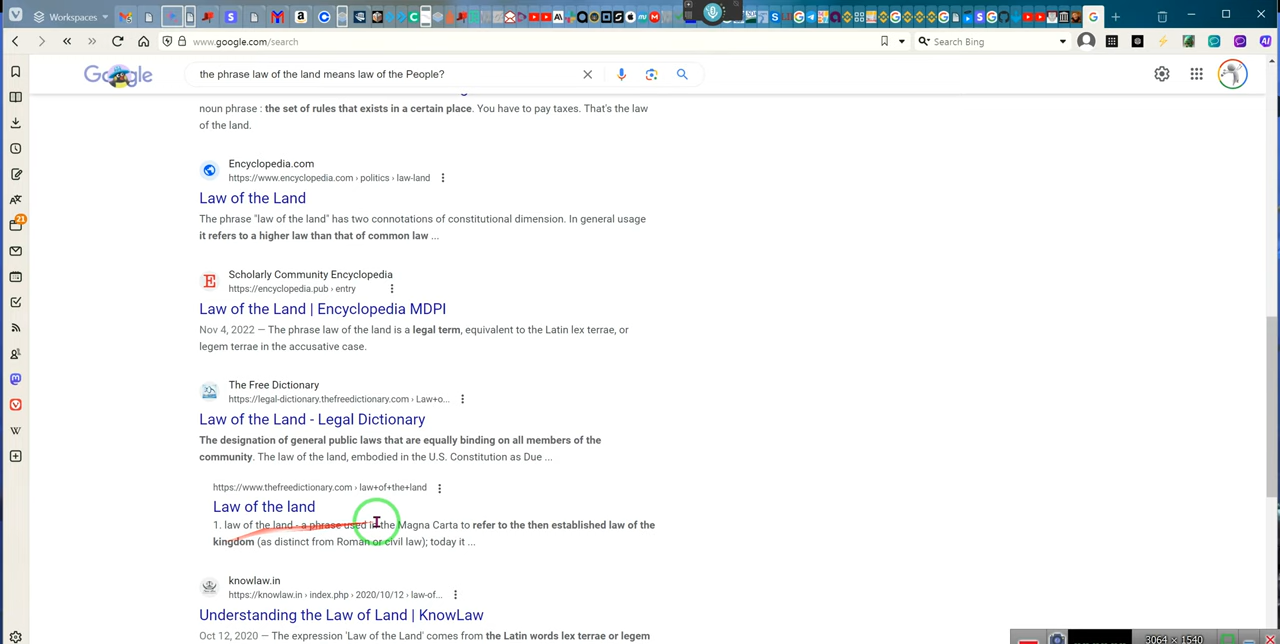 Workspaces
www.google.com/search
Search Bing
Google
the phrase law of the land means law of the People?
noun phrase : the set of rules that exists in a certain place. You have to pay taxes. That's the law
of the land.
Encyclopedia.com
https://www.encyclopedia.com › politics › law-land
Law of the Land
The phrase "law of the land" has two connotations of constitutional dimension. In general usage
it refers to a higher law than that of common law ...
Scholarly Community Encyclopedia
https://encyclopedia.pub › entry
Law of the Land | Encyclopedia MDPI
Nov 4, 2022 — The phrase law of the land is a legal term, equivalent to the Latin lex terrae, or
legem terrae in the accusative case.
The Free Dictionary
https://legal-dictionary.thefreedictionary.com › Law+o...
Law of the Land - Legal Dictionary
The designation of general public laws that are equally binding on all members of the
community. The law of the land, embodied in the U.S. Constitution as Due ...
https://www.thefreedictionary.com › law+of+the+land
Law of the land
1. law of the land - a phrase used in the Magna Carta to refer to the then established law of the
kingdom (as distinct from Roman or civil law); today it ...
knowlaw.in
https://knowlaw.in › index.php › 2020/10/12 › law-of...
Understanding the Law of Land | KnowLaw
Oct 12, 2020 — The expression 'Law of the Land' comes from the Latin words lex terrae or legem
21
AI
3064 × 1540